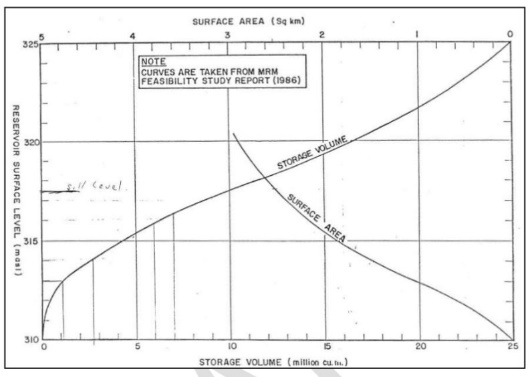 SURFACE AREA (Sq km)
5 4 3 2 1 0
325
NOTE
CURVES ARE TAKEN FROM MRM
FEASIBILITY STUDY REPORT (1986)
RESERVOIR SURFACE LEVEL (masl)
320
STORAGE VOLUME
Sill level
SURFACE AREA
315
310
0 5 10 15 20 25
STORAGE VOLUME (million cu.m.)